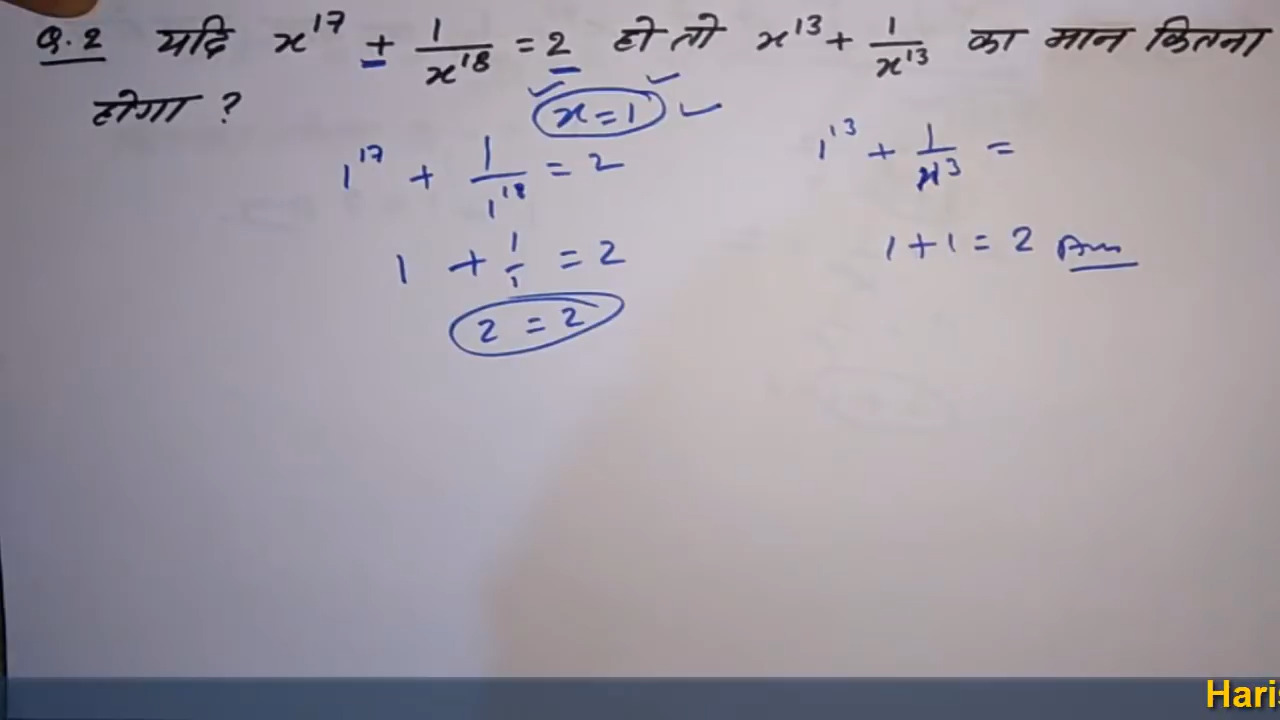 Q.2 यदि x¹⁷ + 1/x¹⁸ = 2 हो तो x¹³ + 1/x¹³ का मान कितना
होगा ?
x = 1
1¹⁷ + 1/1¹⁸ = 2
1 + 1/1 = 2
2 = 2
1¹³ + 1/x¹³ =
1 + 1 = 2 Ans
Haris